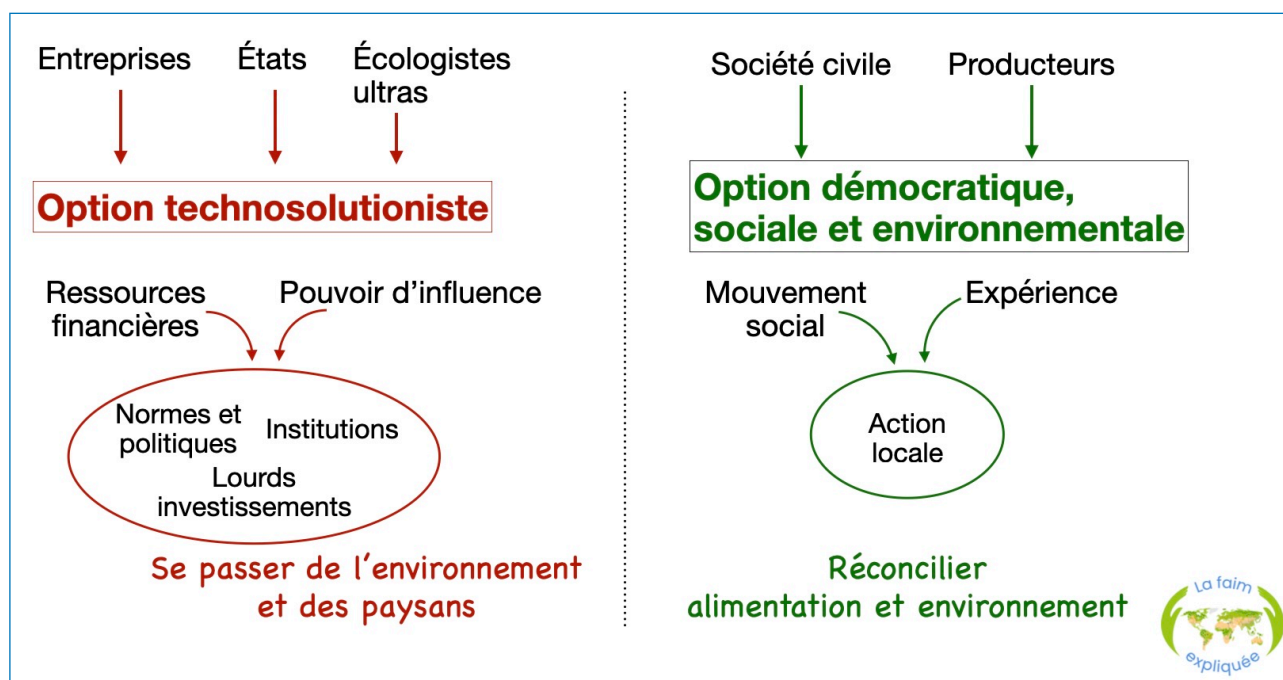 Entreprises
États
Écologistes
ultras
Option technosolutioniste
Ressources
financières
Pouvoir d’influence
Normes et
politiques
Institutions
Lourds
investissements
Se passer de l’environnement
et des paysans
Société civile
Producteurs
Option démocratique,
sociale et environnementale
Mouvement
social
Expérience
Action
locale
Réconcilier
alimentation et environnement
La faim
expliquée